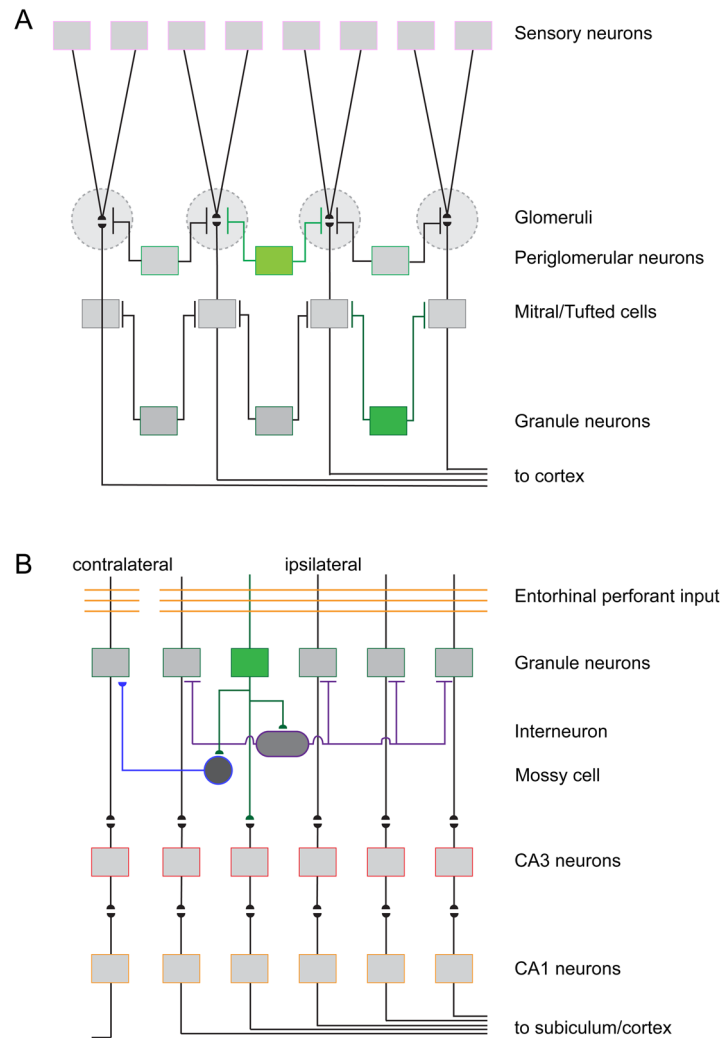 A
Sensory neurons
Glomeruli
Periglomerular neurons
Mitral/Tufted cells
Granule neurons
to cortex
B
contralateral
ipsilateral
Entorhinal perforant input
Granule neurons
Interneuron
Mossy cell
CA3 neurons
CA1 neurons
to subiculum/cortex